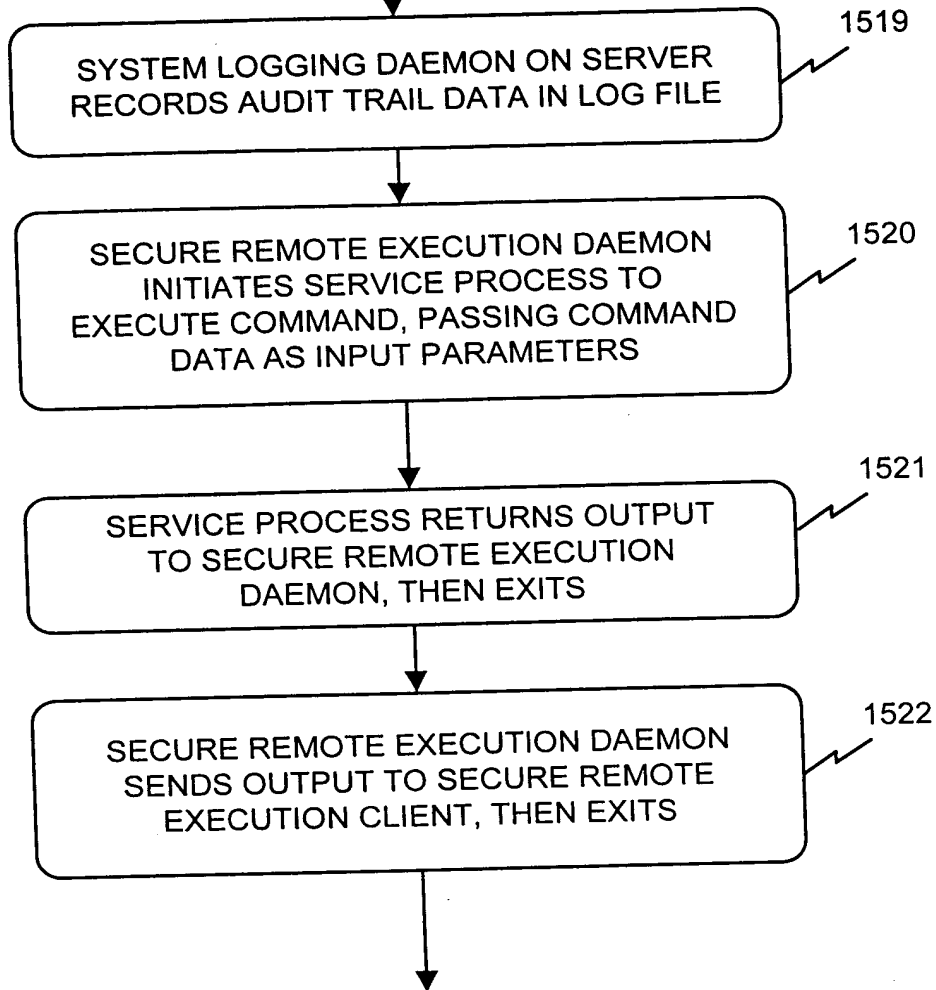 1519
SYSTEM LOGGING DAEMON ON SERVER
RECORDS AUDIT TRAIL DATA IN LOG FILE
1520
SECURE REMOTE EXECUTION DAEMON
INITIATES SERVICE PROCESS TO
EXECUTE COMMAND, PASSING COMMAND
DATA AS INPUT PARAMETERS
1521
SERVICE PROCESS RETURNS OUTPUT
TO SECURE REMOTE EXECUTION
DAEMON, THEN EXITS
1522
SECURE REMOTE EXECUTION DAEMON
SENDS OUTPUT TO SECURE REMOTE
EXECUTION CLIENT, THEN EXITS